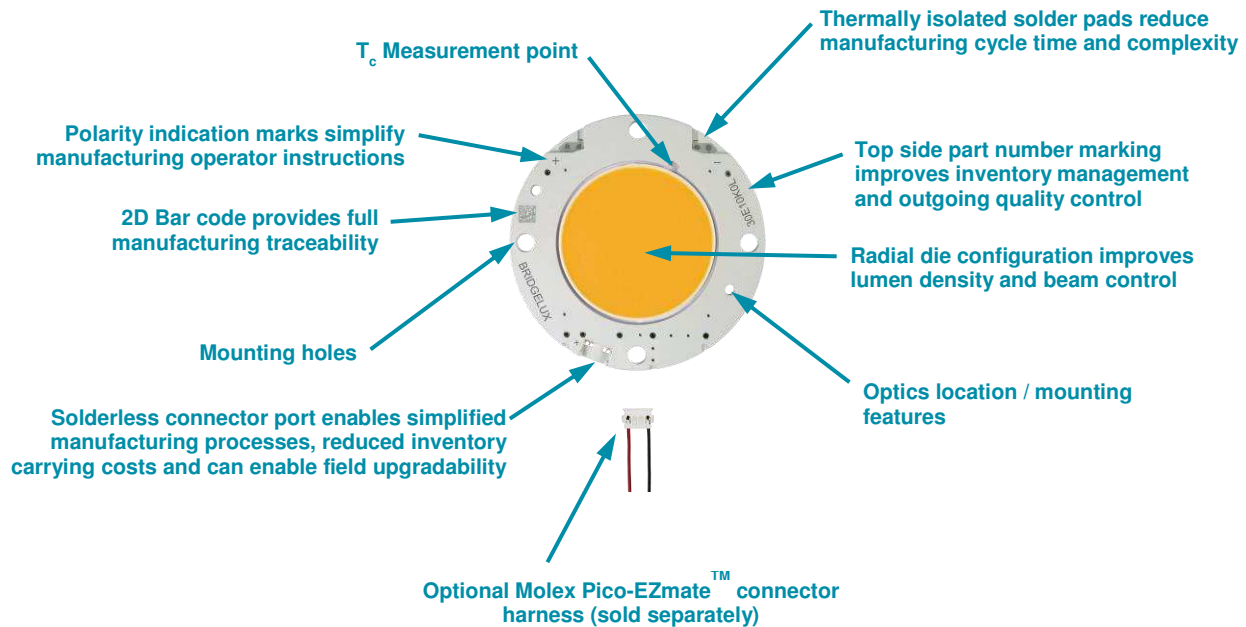 Thermally isolated solder pads reduce
manufacturing cycle time and complexity
Tc Measurement point
Polarity indication marks simplify
manufacturing operator instructions
Top side part number marking
improves inventory management
and outgoing quality control
2D Bar code provides full
manufacturing traceability
Radial die configuration improves
lumen density and beam control
+
-
30E10K0L
BRIDGELUX
+
Mounting holes
Optics location / mounting
features
Solderless connector port enables simplified
manufacturing processes, reduced inventory
carrying costs and can enable field upgradability
Optional Molex Pico-EZmate™ connector
harness (sold separately)